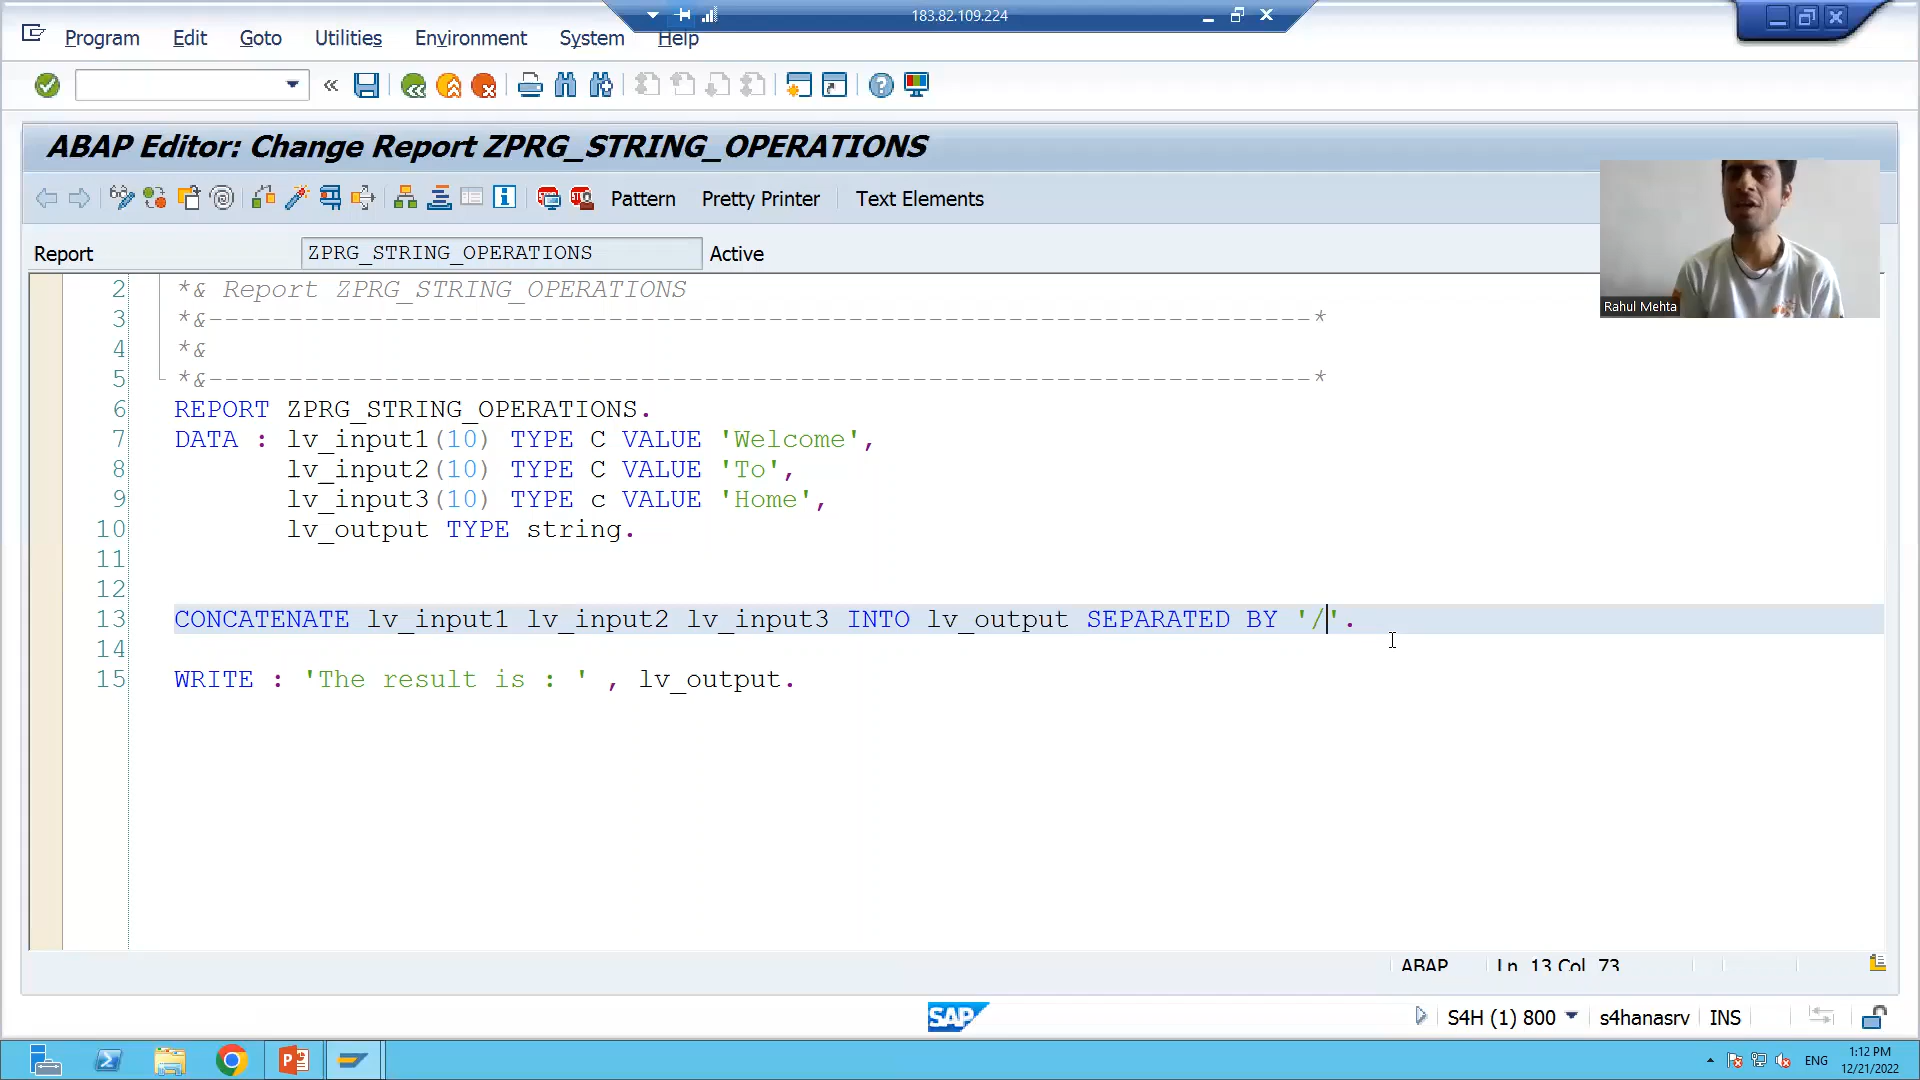 183.82.109.224
Program Edit Goto Utilities Environment System Help
ABAP Editor: Change Report ZPRG_STRING_OPERATIONS
Pattern Pretty Printer Text Elements
Report ZPRG_STRING_OPERATIONS Active
Rahul Mehta
2 *& Report ZPRG_STRING_OPERATIONS
3 *&---------------------------------------------------------------------*
4 *&
5 *&---------------------------------------------------------------------*
6 REPORT ZPRG_STRING_OPERATIONS.
7 DATA : lv_input1(10) TYPE C VALUE 'Welcome',
8 lv_input2(10) TYPE C VALUE 'To',
9 lv_input3(10) TYPE c VALUE 'Home',
10 lv_output TYPE string.
11
12
13 CONCATENATE lv_input1 lv_input2 lv_input3 INTO lv_output SEPARATED BY '/'.
14
15 WRITE : 'The result is : ' , lv_output.
ABAP Ln 13 Col 73
SAP S4H (1) 800 s4hanasrv INS
ENG 1:12 PM
12/21/2022